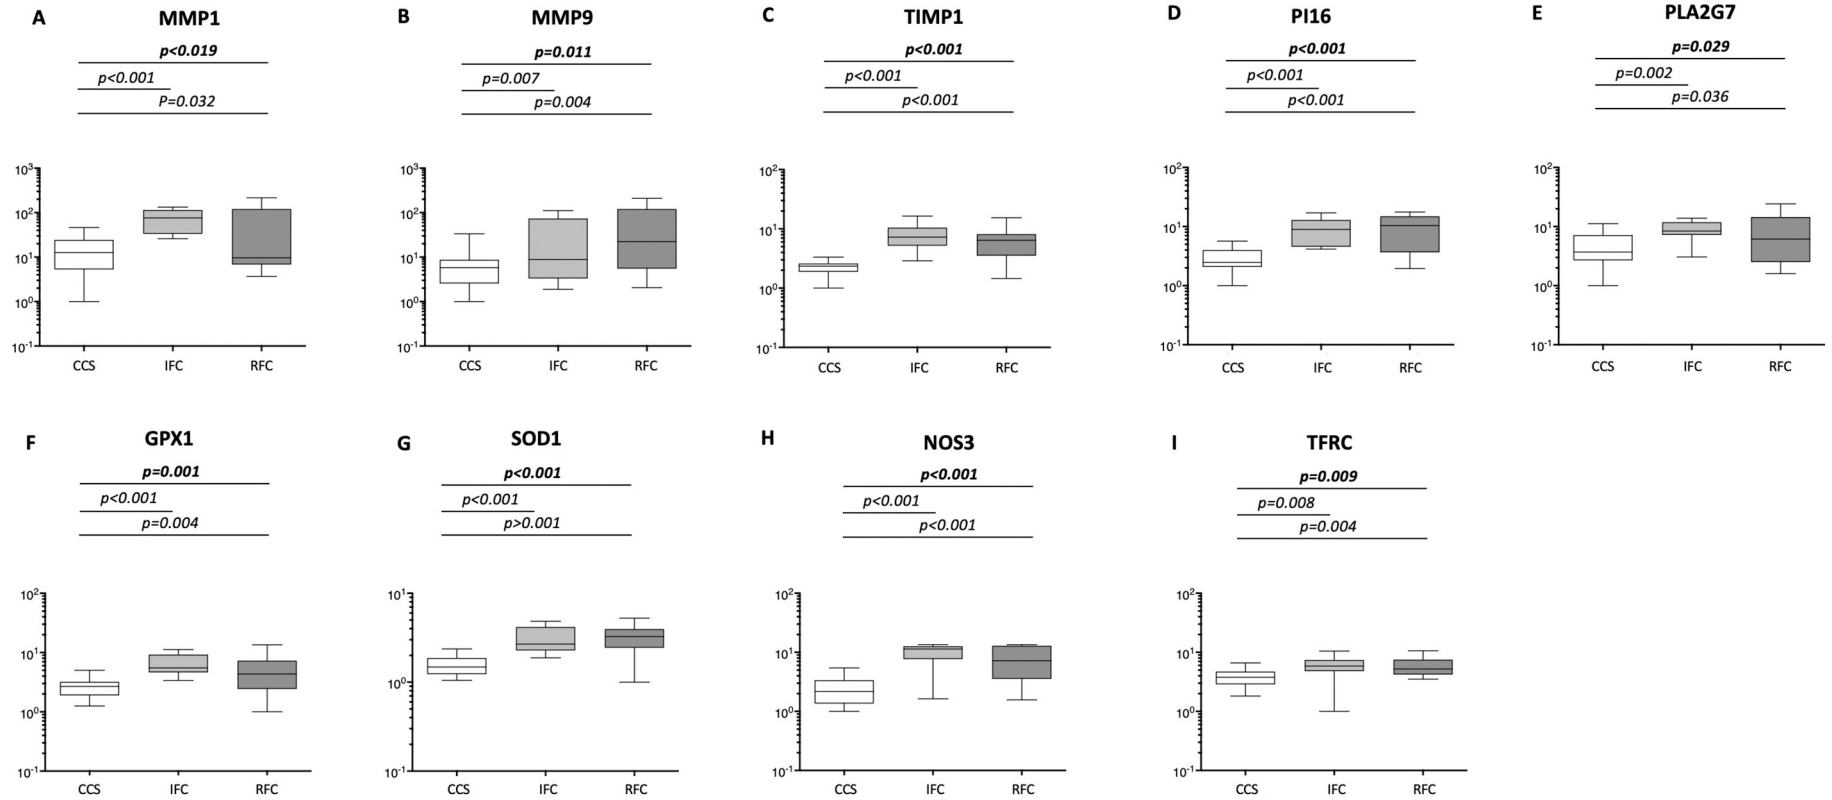 A MMP1
p<0.019
p<0.001
P=0.032
10³
10²
10¹
10⁰
10⁻¹
CCS IFC RFC
B MMP9
p=0.011
p=0.007
p=0.004
10³
10²
10¹
10⁰
10⁻¹
CCS IFC RFC
C TIMP1
p<0.001
p<0.001
p<0.001
10²
10¹
10⁰
10⁻¹
CCS IFC RFC
D PI16
p<0.001
p<0.001
p<0.001
10²
10¹
10⁰
10⁻¹
CCS IFC RFC
E PLA2G7
p=0.029
p=0.002
p=0.036
10²
10¹
10⁰
10⁻¹
CCS IFC RFC
F GPX1
p=0.001
p<0.001
p=0.004
10²
10¹
10⁰
10⁻¹
CCS IFC RFC
G SOD1
p<0.001
p<0.001
p>0.001
10¹
10⁰
10⁻¹
CCS IFC RFC
H NOS3
p<0.001
p<0.001
p<0.001
10²
10¹
10⁰
10⁻¹
CCS IFC RFC
I TFRC
p=0.009
p=0.008
p=0.004
10²
10¹
10⁰
10⁻¹
CCS IFC RFC